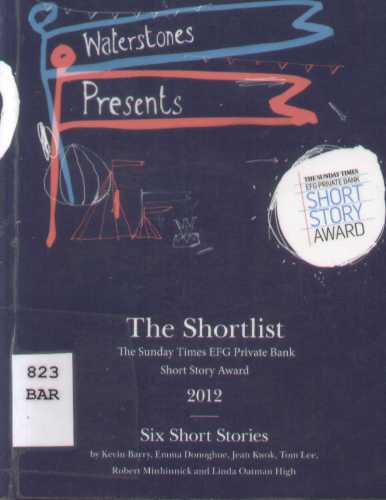 Waterstones
Presents
THE SUNDAY TIMES
EFG PRIVATE BANK
SHORT
STORY
AWARD
The Shortlist
The Sunday Times EFG Private Bank
Short Story Award
2012
823
BAR
Six Short Stories
by Kevin Barry, Emma Donoghue, Jean Kwok, Tom Lee,
Robert Minhinnick and Linda Oatman High